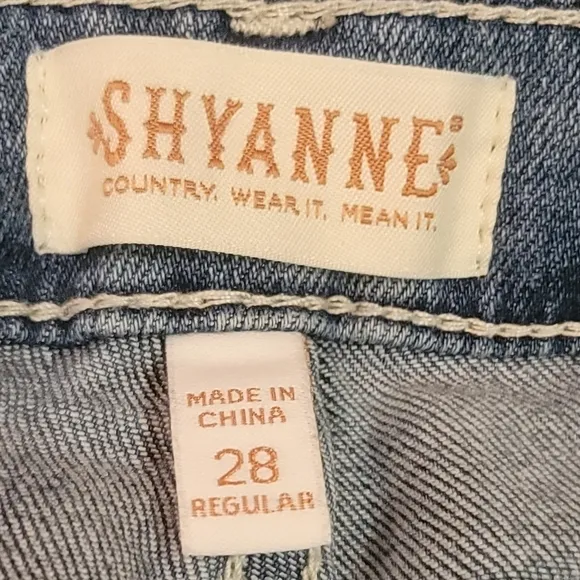 SHYANNE®
COUNTRY. WEAR IT. MEAN IT.
MADE IN
CHINA
28
REGULAR